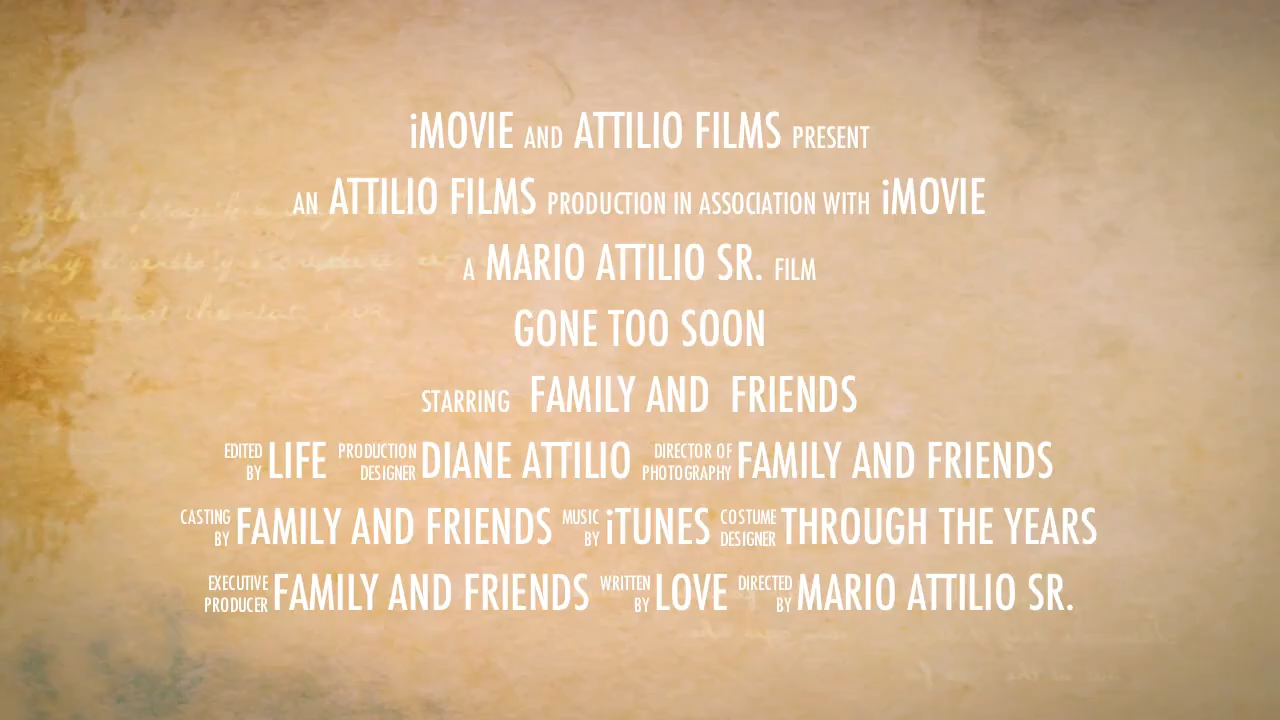 iMOVIE AND ATTILIO FILMS PRESENT
AN ATTILIO FILMS PRODUCTION IN ASSOCIATION WITH iMOVIE
A MARIO ATTILIO SR. FILM
GONE TOO SOON
STARRING FAMILY AND FRIENDS
EDITED BY LIFE PRODUCTION DESIGNER DIANE ATTILIO DIRECTOR OF PHOTOGRAPHY FAMILY AND FRIENDS
CASTING BY FAMILY AND FRIENDS MUSIC BY iTUNES COSTUME DESIGNER THROUGH THE YEARS
EXECUTIVE PRODUCER FAMILY AND FRIENDS WRITTEN BY LOVE DIRECTED BY MARIO ATTILIO SR.